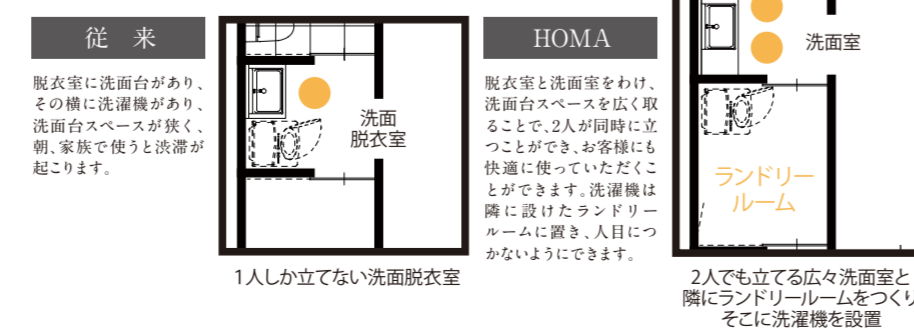 従 来
脱衣室に洗面台があり、
その横に洗濯機があり、
洗面台スペースが狭く、
朝、家族で使うと渋滞が
起こります。
洗面
脱衣室
1人しか立てない洗面脱衣室
HOMA
脱衣室と洗面室をわけ、
洗面台スペースを広く取
ることで、2人が同時に立
つことができ、お客様にも
快適に使っていただくこ
とができます。洗濯機は
隣に設けたランドリー
ルームに置き、人目につ
かないようにできます。
洗面室
ランドリー
ルーム
2人でも立てる広々洗面室と
隣にランドリールームをつくり
そこに洗濯機を設置